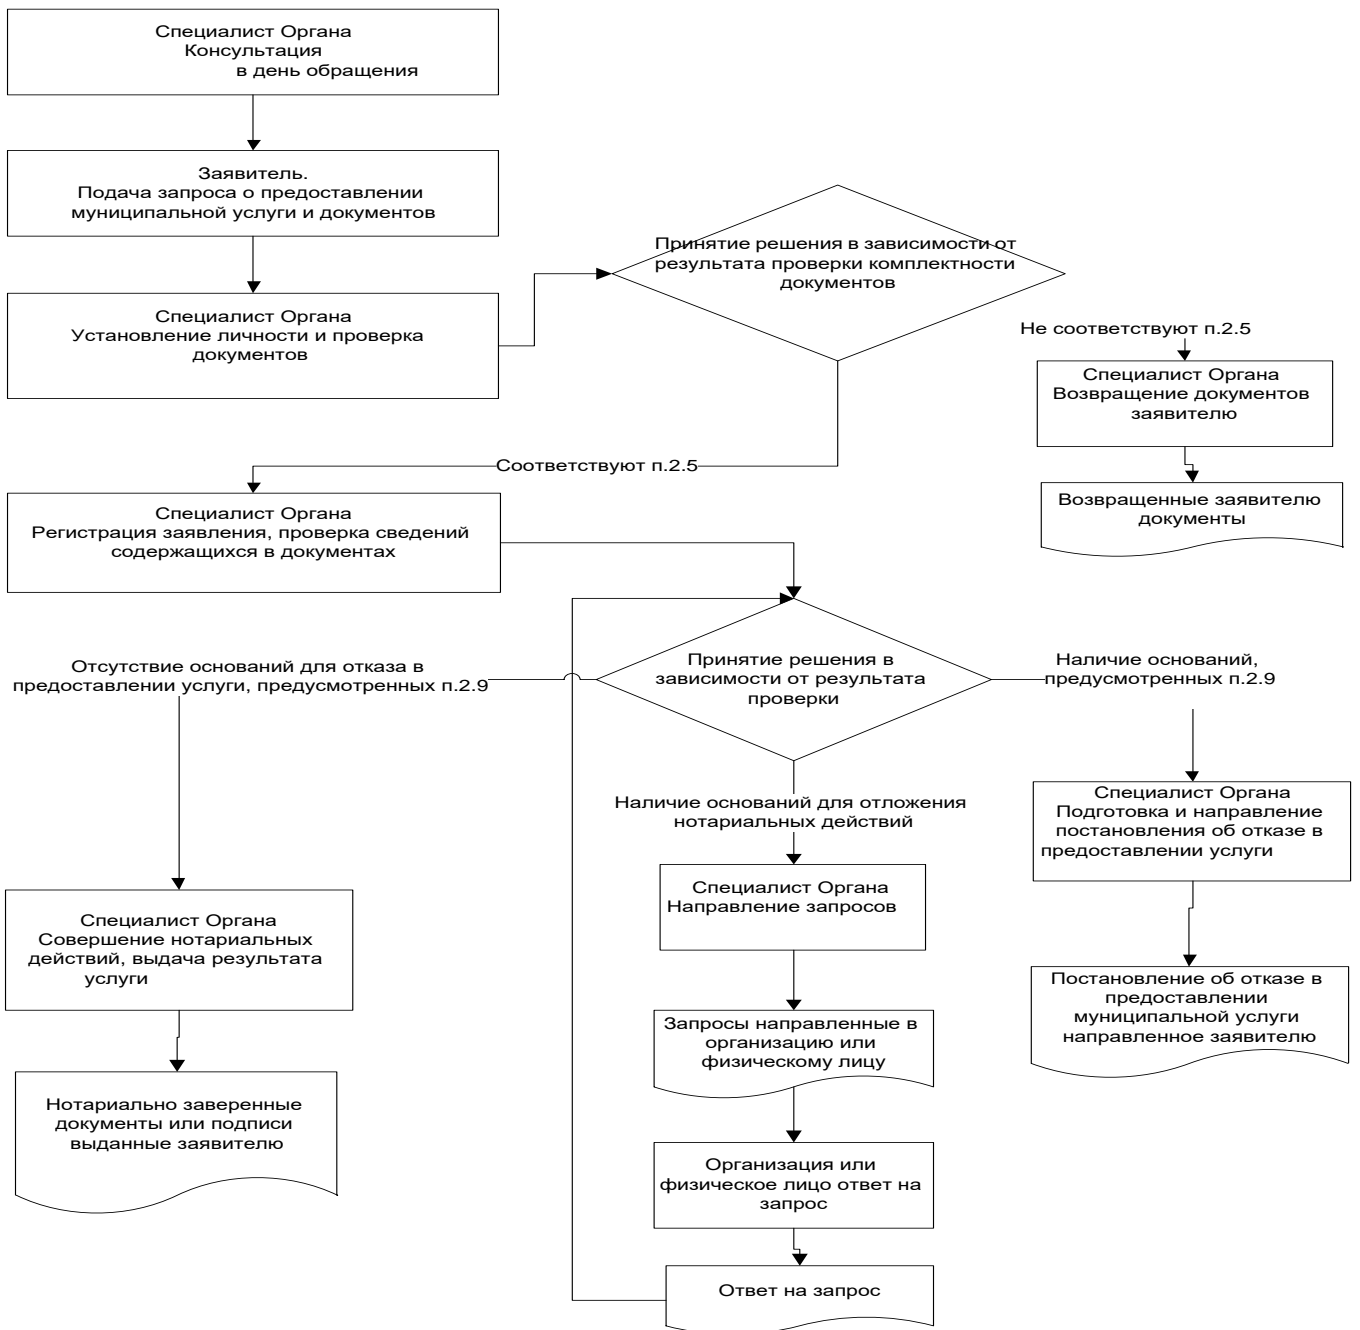 Специалист Органа
Консультация
в день обращения
Заявитель.
Подача запроса о предоставлении
муниципальной услуги и документов
Специалист Органа
Установление личности и проверка
документов
Принятие решения в зависимости от
результата проверки комплектности
документов
Не соответствуют п.2.5
Специалист Органа
Возвращение документов
заявителю
Возвращенные заявителю
документы
Соответствуют п.2.5
Специалист Органа
Регистрация заявления, проверка сведений
содержащихся в документах
Принятие решения в
зависимости от результата
проверки
Отсутствие оснований для отказа в
предоставлении услуги, предусмотренных п.2.9
Наличие оснований,
предусмотренных п.2.9
Наличие оснований для отложения
нотариальных действий
Специалист Органа
Подготовка и направление
постановления об отказе в
предоставлении услуги
Специалист Органа
Направление запросов
Специалист Органа
Совершение нотариальных
действий, выдача результата
услуги
Постановление об отказе в
предоставлении
муниципальной услуги
направленное заявителю
Запросы направленные в
организацию или
физическому лицу
Нотариально заверенные
документы или подписи
выданные заявителю
Организация или
физическое лицо ответ на
запрос
Ответ на запрос